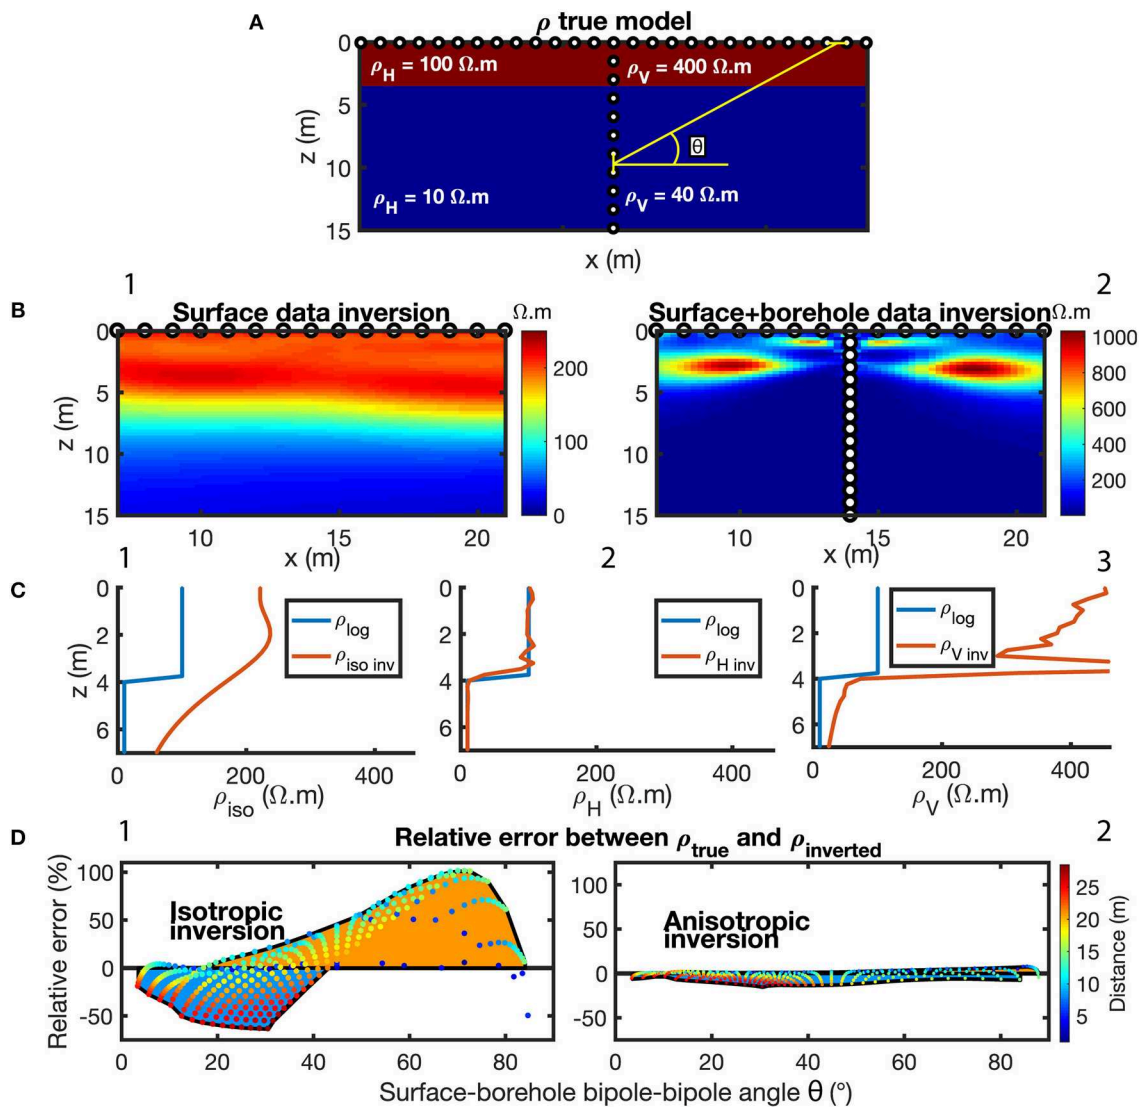 A
ρ true model
0
5
10
15
z (m)
ρH = 100 Ω.m
ρV = 400 Ω.m
θ
ρH = 10 Ω.m
ρV = 40 Ω.m
x (m)
B
1
Surface data inversion
Ω.m
0
5
10
15
z (m)
10
15
20
x (m)
200
100
0
2
Surface+borehole data inversion
Ω.m
0
5
10
15
10
15
20
x (m)
1000
800
600
400
200
C
1
0
2
4
6
z (m)
ρlog
ρiso inv
0
200
400
ρiso (Ω.m)
2
0
2
4
6
ρlog
ρH inv
0
200
400
ρH (Ω.m)
3
0
2
4
6
ρlog
ρV inv
0
200
400
ρV (Ω.m)
D
1
Relative error between ρtrue and ρinverted
2
Relative error (%)
100
50
0
-50
Isotropic
inversion
0
20
40
60
80
100
50
0
-50
Anisotropic
inversion
0
20
40
60
80
25
20
15
10
5
Distance (m)
Surface-borehole bipole-bipole angle θ (°)